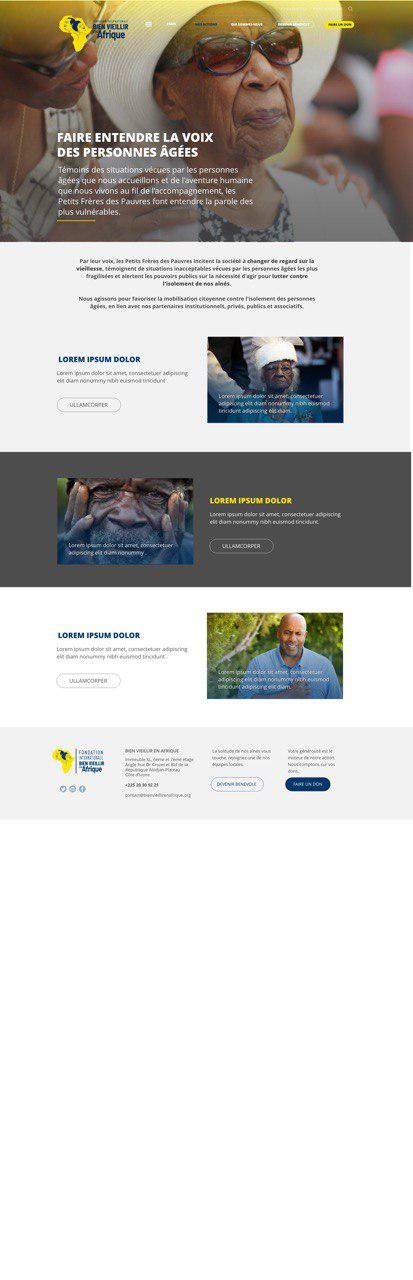 FONDATION INTERNATIONALE
BIEN VIEILLIR
en Afrique
NOS ACTIONS
QUI SOMMES-NOUS
DEVENIR BENEVOLE
FAIRE UN DON
FAIRE ENTENDRE LA VOIX
DES PERSONNES ÂGÉES
Témoins des situations vécues par les personnes
âgées que nous accueillons et de l'aventure humaine
que nous vivons au fil de l'accompagnement, les
Petits Frères des Pauvres font entendre la parole des
plus vulnérables.
Par leur voix, les Petits Frères des Pauvres incitent la société à changer de regard sur la
vieillesse, témoignent de situations inacceptables vécues par les personnes âgées les plus
fragilisées et alertent les pouvoirs publics sur la nécessité d'agir pour lutter contre
l'isolement de nos aînés.
Nous agissons pour favoriser la mobilisation citoyenne contre l'isolement des personnes
âgées, en lien avec nos partenaires institutionnels, privés, publics et associatifs.
LOREM IPSUM DOLOR
Lorem ipsum dolor sit amet, consectetuer
elit diam nonummy nibh euismod tincidunt .
ULLAMCORPER
Lorem ipsum dolor sit amet, consectetuer
adipiscing elit diam nonummy nibh euismod
tincidunt adipiscing elit diam.
Lorem ipsum dolor sit amet, consectetuer
adipiscing elit diam nonummy .
LOREM IPSUM DOLOR
Lorem ipsum dolor sit amet, consectetuer adipiscing elit
diam nonummy nibh euismod tincidunt.
ULLAMCORPER
LOREM IPSUM DOLOR
Lorem ipsum dolor sit amet, consectetuer
elit diam nonummy nibh euismod tincidunt .
ULLAMCORPER
Lorem ipsum dolor sit amet, consectetuer
adipiscing elit diam nonummy nibh euismod
tincidunt adipiscing elit diam.
FONDATION
INTERNATIONALE
BIEN VIEILLIR
en Afrique
BIEN VIEILLIR EN AFRIQUE
Immeuble XL, 6ème et 7ème étage
Angle Rue Dr Crozet et Bld de la
République Abidjan-Plateau
Côte d'Ivoire
+225 20 30 92 21
contact@bienvieillirenafrique.org
La solitude de nos aînés vous
touche, rejoignez une de nos
équipes locales.
DEVENIR BENEVOLE
Votre générosité est le
moteur de notre action.
Nous comptons sur vos
dons.
FAIRE UN DON